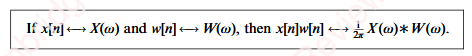 If x[n] ⟷ X(ω) and w[n] ⟷ W(ω), then x[n]w[n] ⟷ 1/2π X(ω)∗ W(ω).